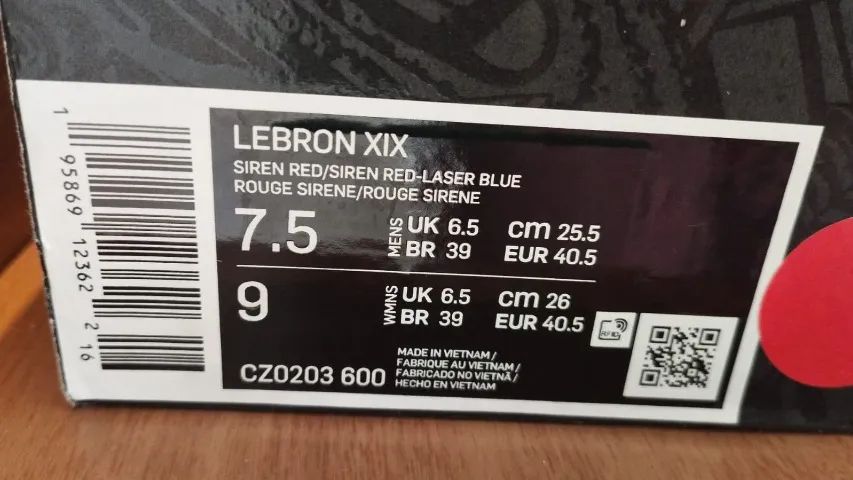 LEBRON XIX
SIREN RED/SIREN RED-LASER BLUE
ROUGE SIRENE/ROUGE SIRENE
7.5 MENS UK 6.5 cm 25.5
BR 39 EUR 40.5
9 WMNS UK 6.5 cm 26
BR 39 EUR 40.5
RFID
CZ0203 600
MADE IN VIETNAM/
FABRIQUE AU VIETNAM/
FABRICADO NO VIETNÃ/
HECHO EN VIETNAM
1 95869 12362 2 16